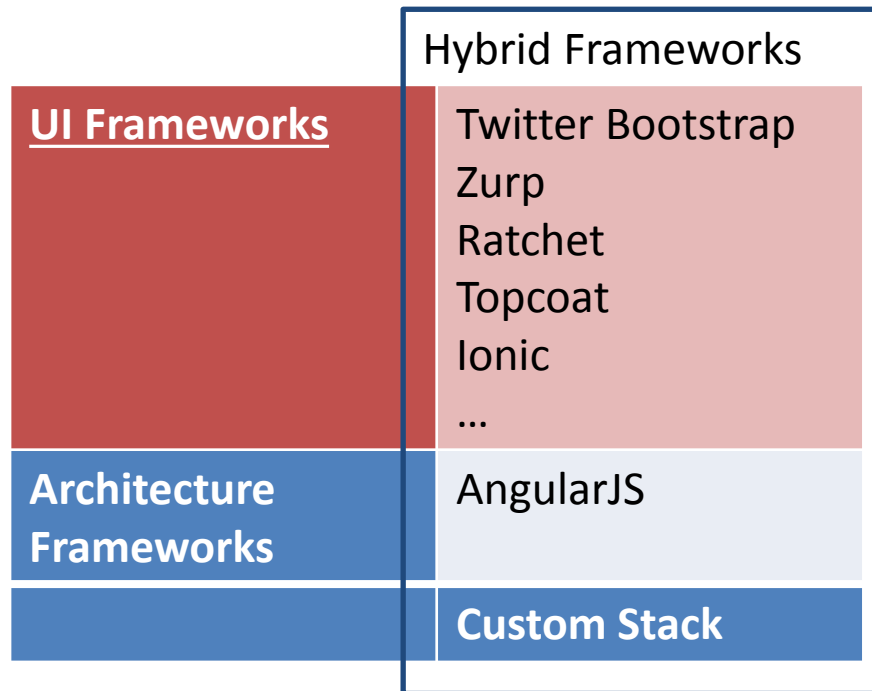 Hybrid Frameworks
UI Frameworks
Twitter Bootstrap
Zurp
Ratchet
Topcoat
Ionic
…
Architecture
Frameworks
AngularJS
Custom Stack